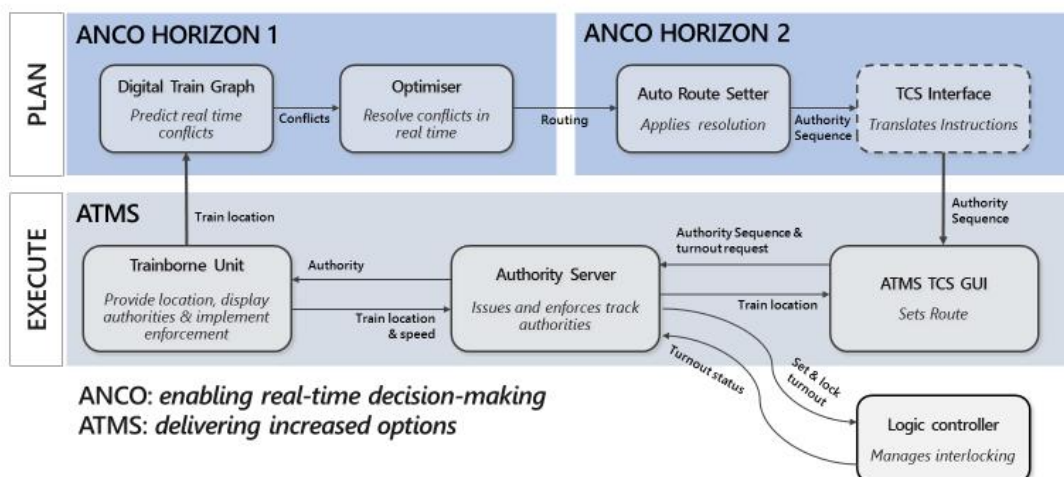 PLAN
ANCO HORIZON 1
Digital Train Graph
Predict real time
conflicts
Conflicts
Optimiser
Resolve conflicts in
real time
Routing
ANCO HORIZON 2
Auto Route Setter
Applies resolution
Authority
Sequence
TCS Interface
Translates Instructions
Train location
Authority
Sequence
EXECUTE
ATMS
Trainborne Unit
Provide location, display
authorities & implement
enforcement
Authority
Train location
& speed
Authority Server
Issues and enforces track
authorities
Authority Sequence &
turnout request
Train location
ATMS TCS GUI
Sets Route
Turnout status
Set & lock
turnout
Logic controller
Manages interlocking
ANCO: enabling real-time decision-making
ATMS: delivering increased options